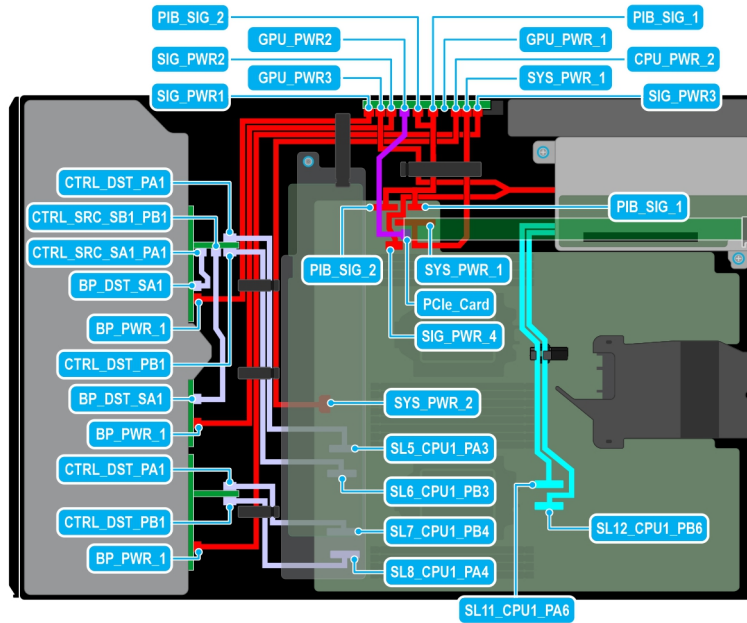 PIB_SIG_2
PIB_SIG_1
GPU_PWR2
GPU_PWR_1
SIG_PWR2
CPU_PWR_2
GPU_PWR3
SYS_PWR_1
SIG_PWR1
SIG_PWR3
CTRL_DST_PA1
PIB_SIG_1
CTRL_SRC_SB1_PB1
CTRL_SRC_SA1_PA1
PIB_SIG_2
SYS_PWR_1
BP_DST_SA1
PCIe_Card
BP_PWR_1
SIG_PWR_4
CTRL_DST_PB1
BP_DST_SA1
SYS_PWR_2
BP_PWR_1
SL5_CPU1_PA3
CTRL_DST_PA1
SL6_CPU1_PB3
CTRL_DST_PB1
SL7_CPU1_PB4
SL12_CPU1_PB6
BP_PWR_1
SL8_CPU1_PA4
SL11_CPU1_PA6